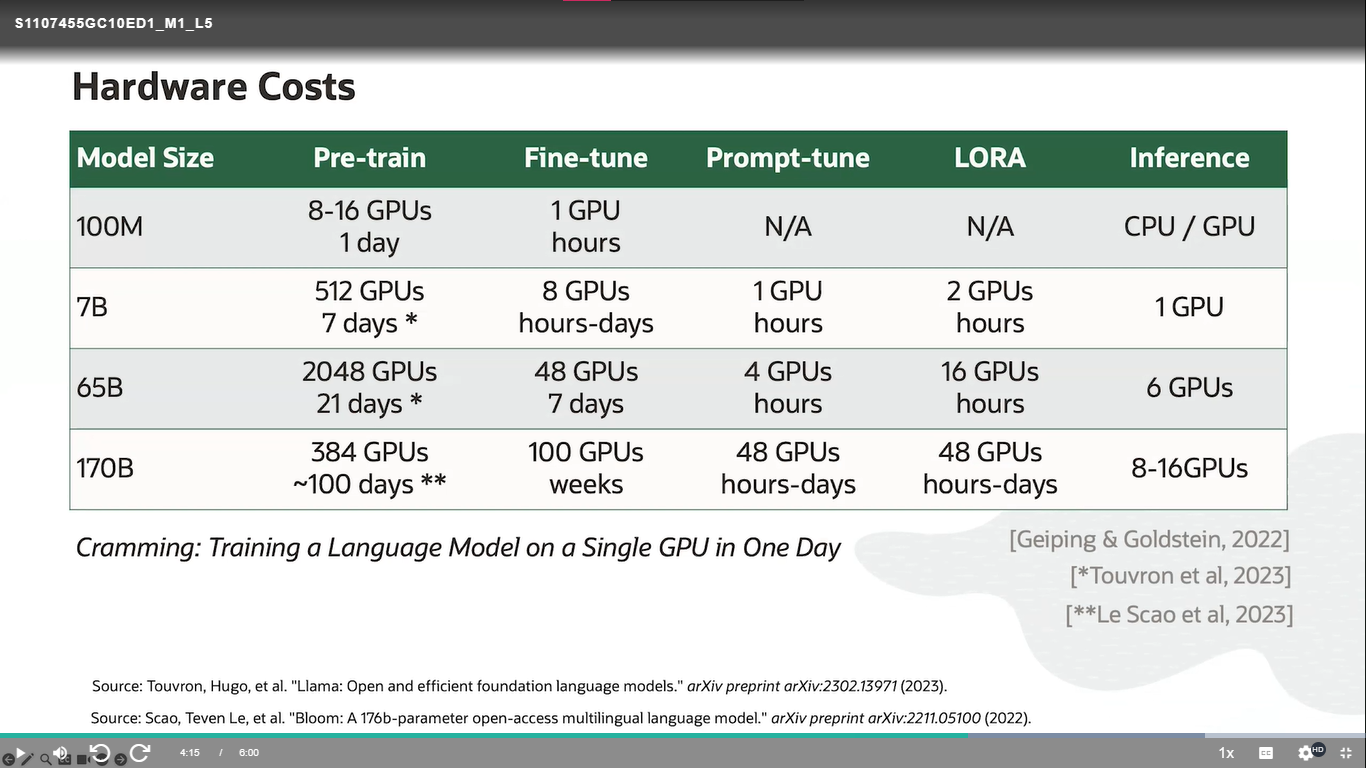 S1107455GC10ED1_M1_L5
Hardware Costs
Model Size Pre-train Fine-tune Prompt-tune LORA Inference
100M 8-16 GPUs 1 day 1 GPU hours N/A N/A CPU / GPU
7B 512 GPUs 7 days * 8 GPUs hours-days 1 GPU hours 2 GPUs hours 1 GPU
65B 2048 GPUs 21 days * 48 GPUs 7 days 4 GPUs hours 16 GPUs hours 6 GPUs
170B 384 GPUs ~100 days ** 100 GPUs weeks 48 GPUs hours-days 48 GPUs hours-days 8-16GPUs
Cramming: Training a Language Model on a Single GPU in One Day
[Geiping & Goldstein, 2022]
[*Touvron et al, 2023]
[**Le Scao et al, 2023]
Source: Touvron, Hugo, et al. "Llama: Open and efficient foundation language models." arXiv preprint arXiv:2302.13971 (2023).
Source: Scao, Teven Le, et al. "Bloom: A 176b-parameter open-access multilingual language model." arXiv preprint arXiv:2211.05100 (2022).
4:15 / 6:00 1x HD